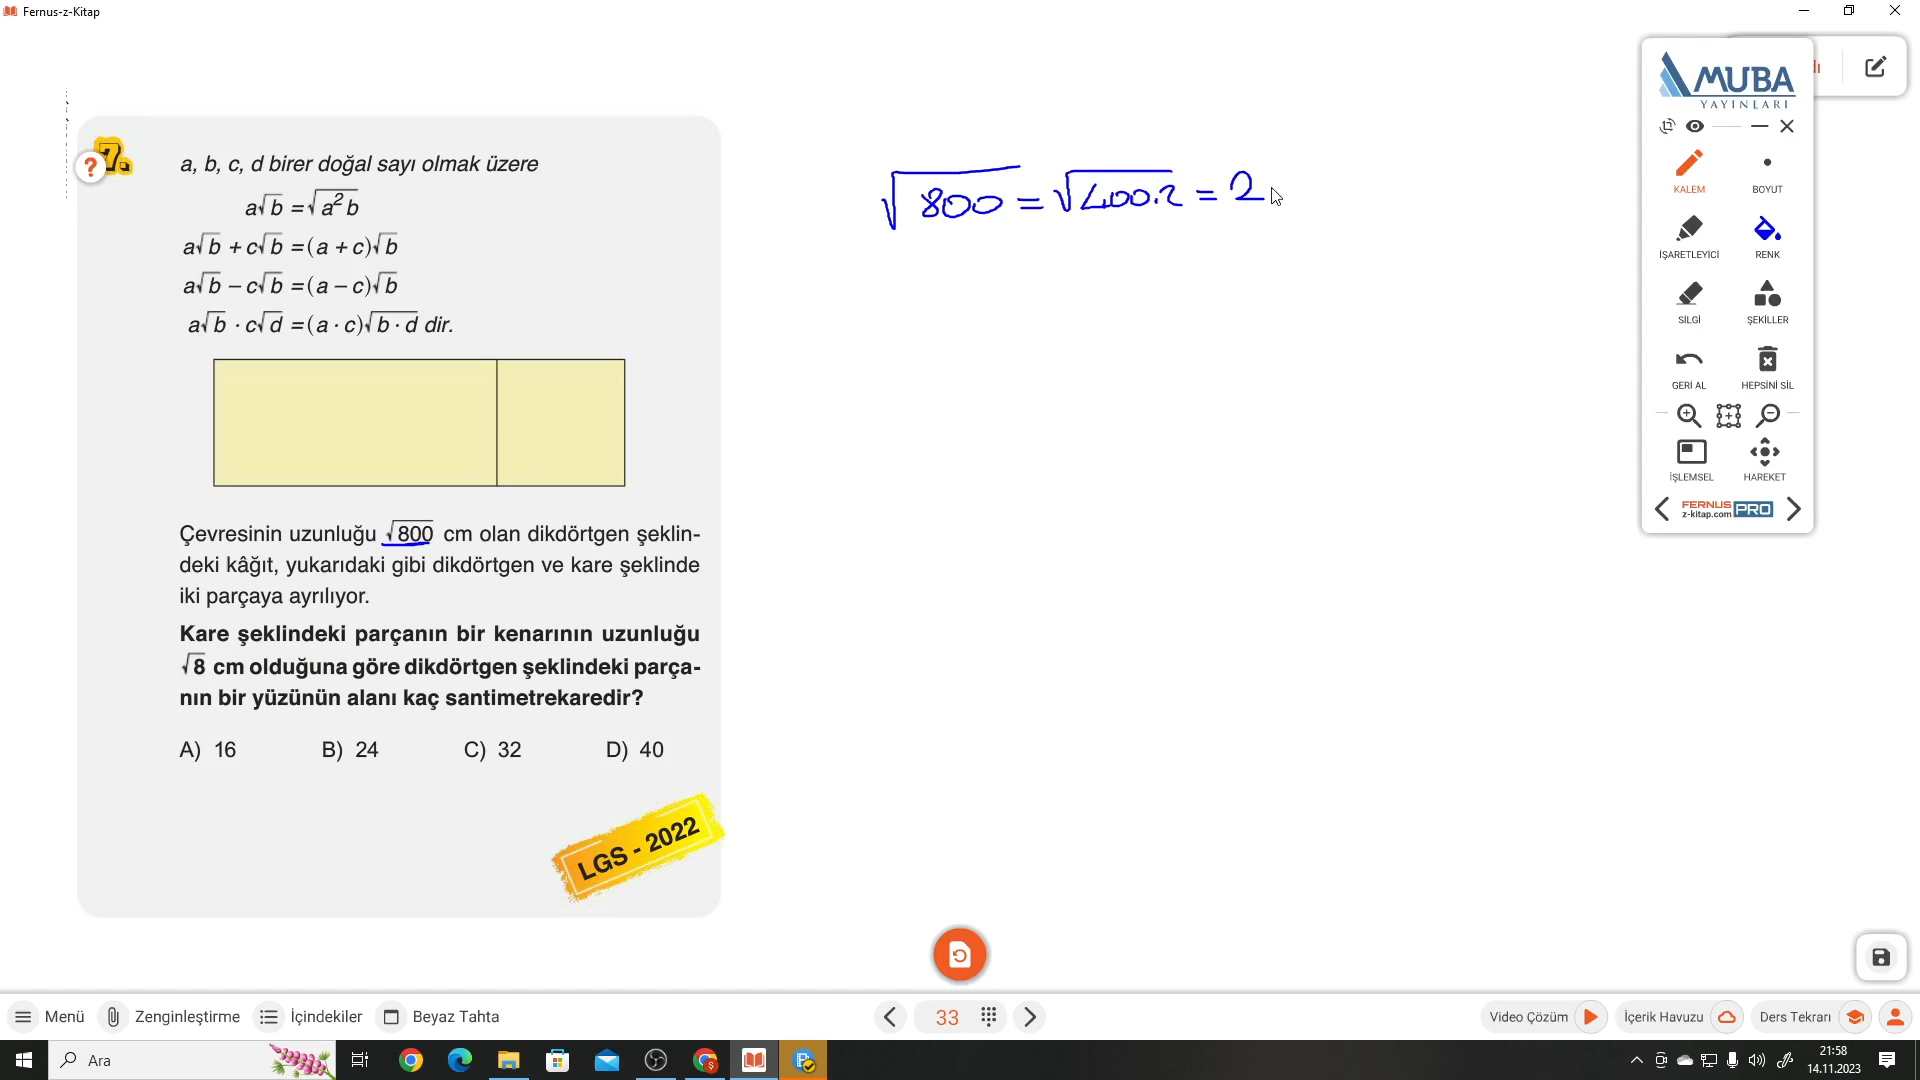 Fernus-z-Kitap
MUBA
YAYINLARI
KALEM
BOYUT
İŞARETLEYİCİ
RENK
SİLGİ
ŞEKİLLER
GERİ AL
HEPSİNİ SİL
İŞLEMSEL
HAREKET
FERNUS
z-kitap.com
PRO
7.
?
a, b, c, d birer doğal sayı olmak üzere
a√b = √a²b
a√b + c√b = (a + c)√b
a√b – c√b = (a – c)√b
a√b · c√d = (a · c)√b · d dir.
Çevresinin uzunluğu √800 cm olan dikdörtgen şeklin-
deki kâğıt, yukarıdaki gibi dikdörtgen ve kare şeklinde
iki parçaya ayrılıyor.
Kare şeklindeki parçanın bir kenarının uzunluğu
√8 cm olduğuna göre dikdörtgen şeklindeki parça-
nın bir yüzünün alanı kaç santimetrekaredir?
A) 16 B) 24 C) 32 D) 40
LGS - 2022
√800 = √400.2 = 2
Menü Zenginleştirme İçindekiler Beyaz Tahta 33 Video Çözüm İçerik Havuzu Ders Tekrarı
Ara
21:58
14.11.2023